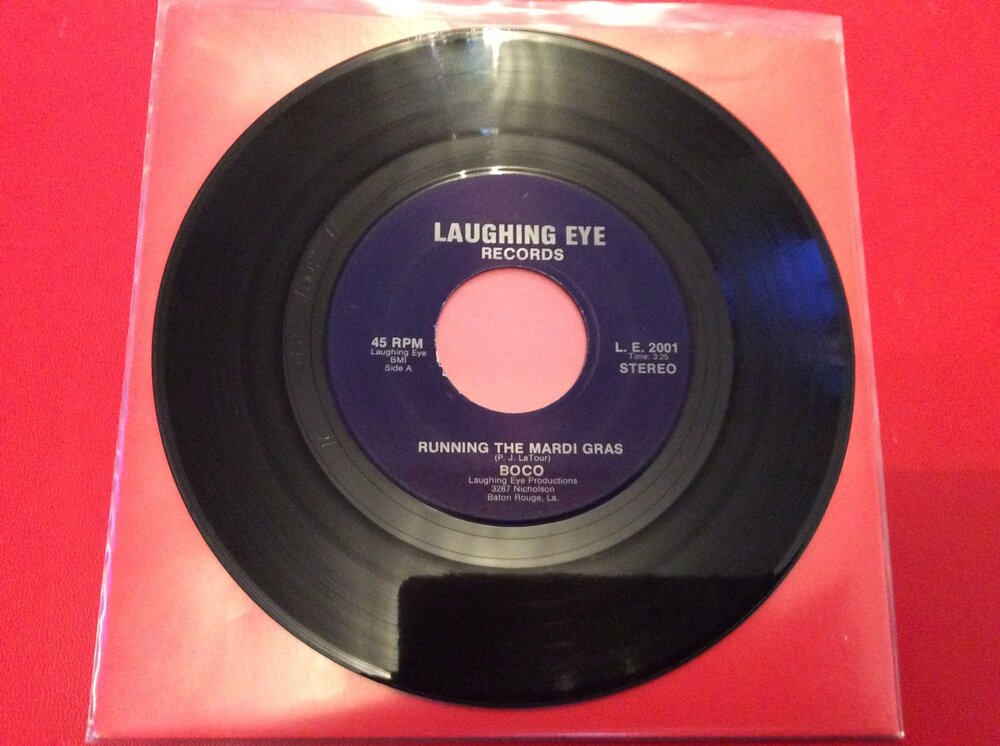 LAUGHING EYE
RECORDS
45 RPM
Laughing Eye
BMI
Side A
L. E. 2001
Time: 3:25
STEREO
RUNNING THE MARDI GRAS
(P. J. LaTour)
BOCO
Laughing Eye Productions
3287 Nicholson
Baton Rouge, La.